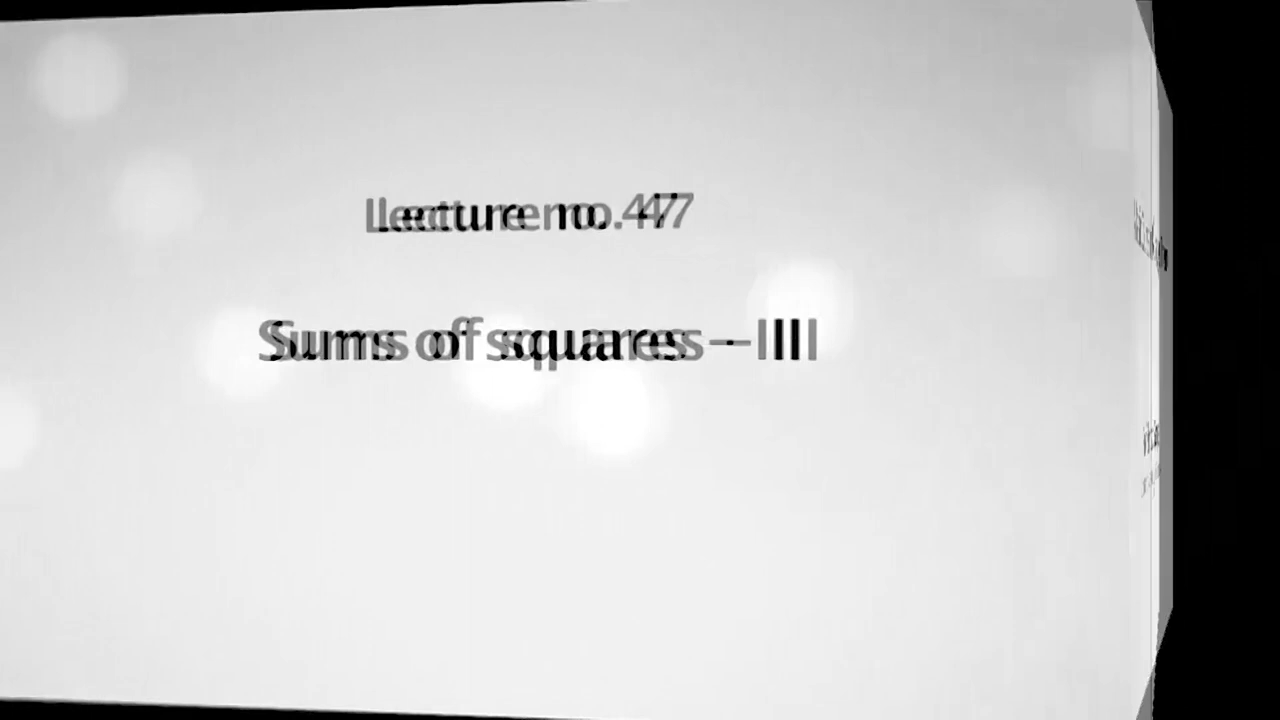 Lecture no. 47
Sums of squares – III